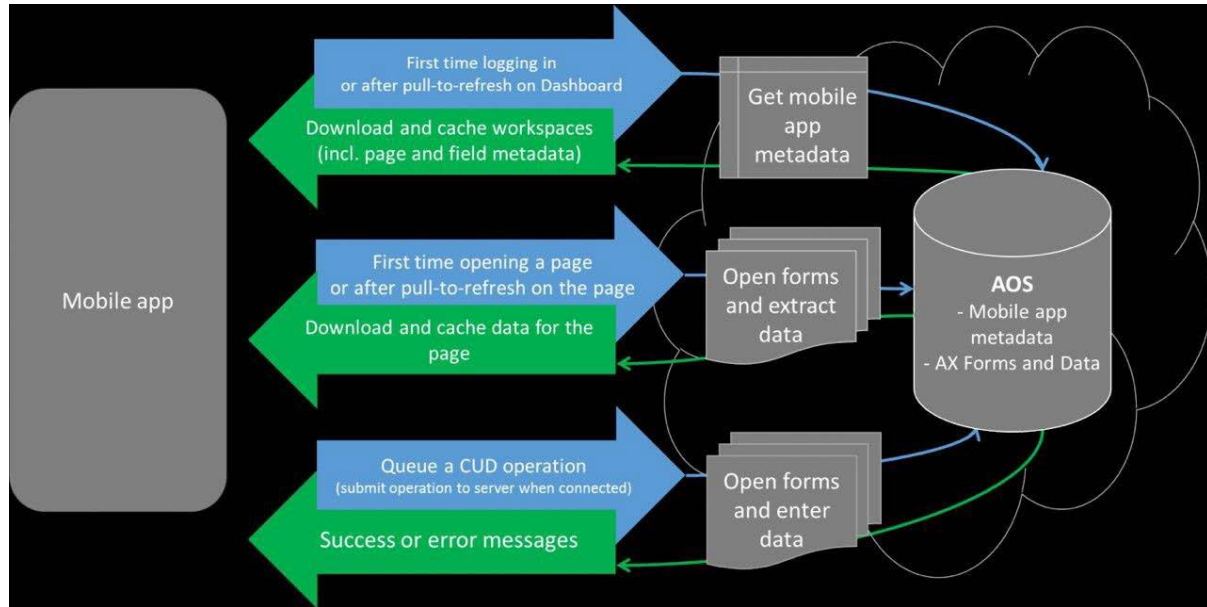 Mobile app
First time logging in
or after pull-to-refresh on Dashboard
Download and cache workspaces
(incl. page and field metadata)
Get mobile
app
metadata
First time opening a page
or after pull-to-refresh on the page
Download and cache data for the
page
Open forms
and extract
data
AOS
- Mobile app
metadata
- AX Forms and Data
Queue a CUD operation
(submit operation to server when connected)
Success or error messages
Open forms
and enter
data